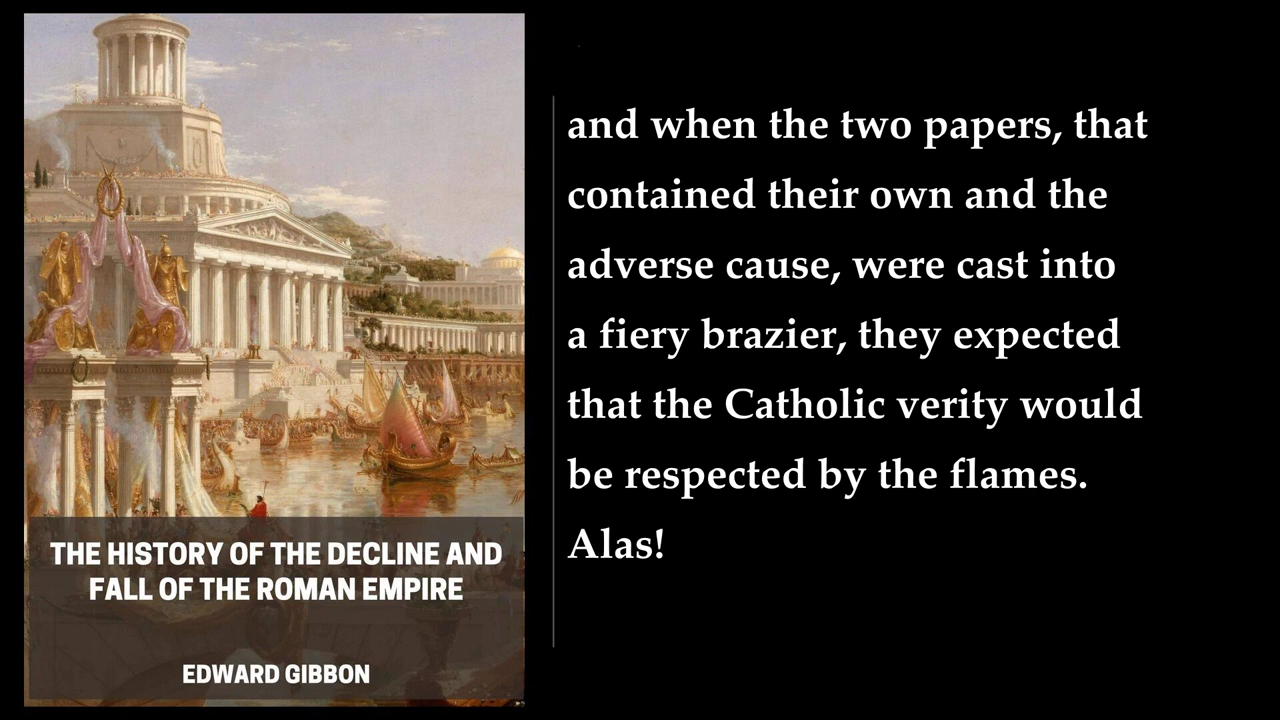 THE HISTORY OF THE DECLINE AND
FALL OF THE ROMAN EMPIRE
EDWARD GIBBON
and when the two papers, that
contained their own and the
adverse cause, were cast into
a fiery brazier, they expected
that the Catholic verity would
be respected by the flames.
Alas!